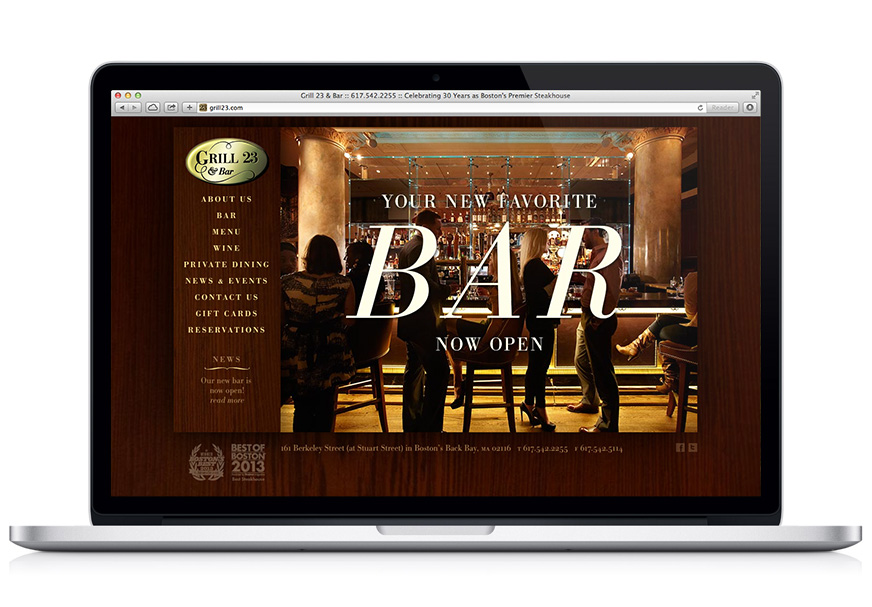 Grill 23 & Bar :: 617.542.2255 :: Celebrating 30 Years as Boston's Premier Steakhouse
grill23.com
Reader
GRILL 23
& Bar
ABOUT US
BAR
MENU
WINE
PRIVATE DINING
NEWS & EVENTS
CONTACT US
GIFT CARDS
RESERVATIONS
NEWS
Our new bar is
now open!
read more
YOUR NEW FAVORITE
BAR
NOW OPEN
BOSTON'S
BEST
BEST OF
BOSTON
2013
161 Berkeley Street (at Stuart Street) in Boston's Back Bay, MA 02116 T 617.542.2255 F 617.542.5114